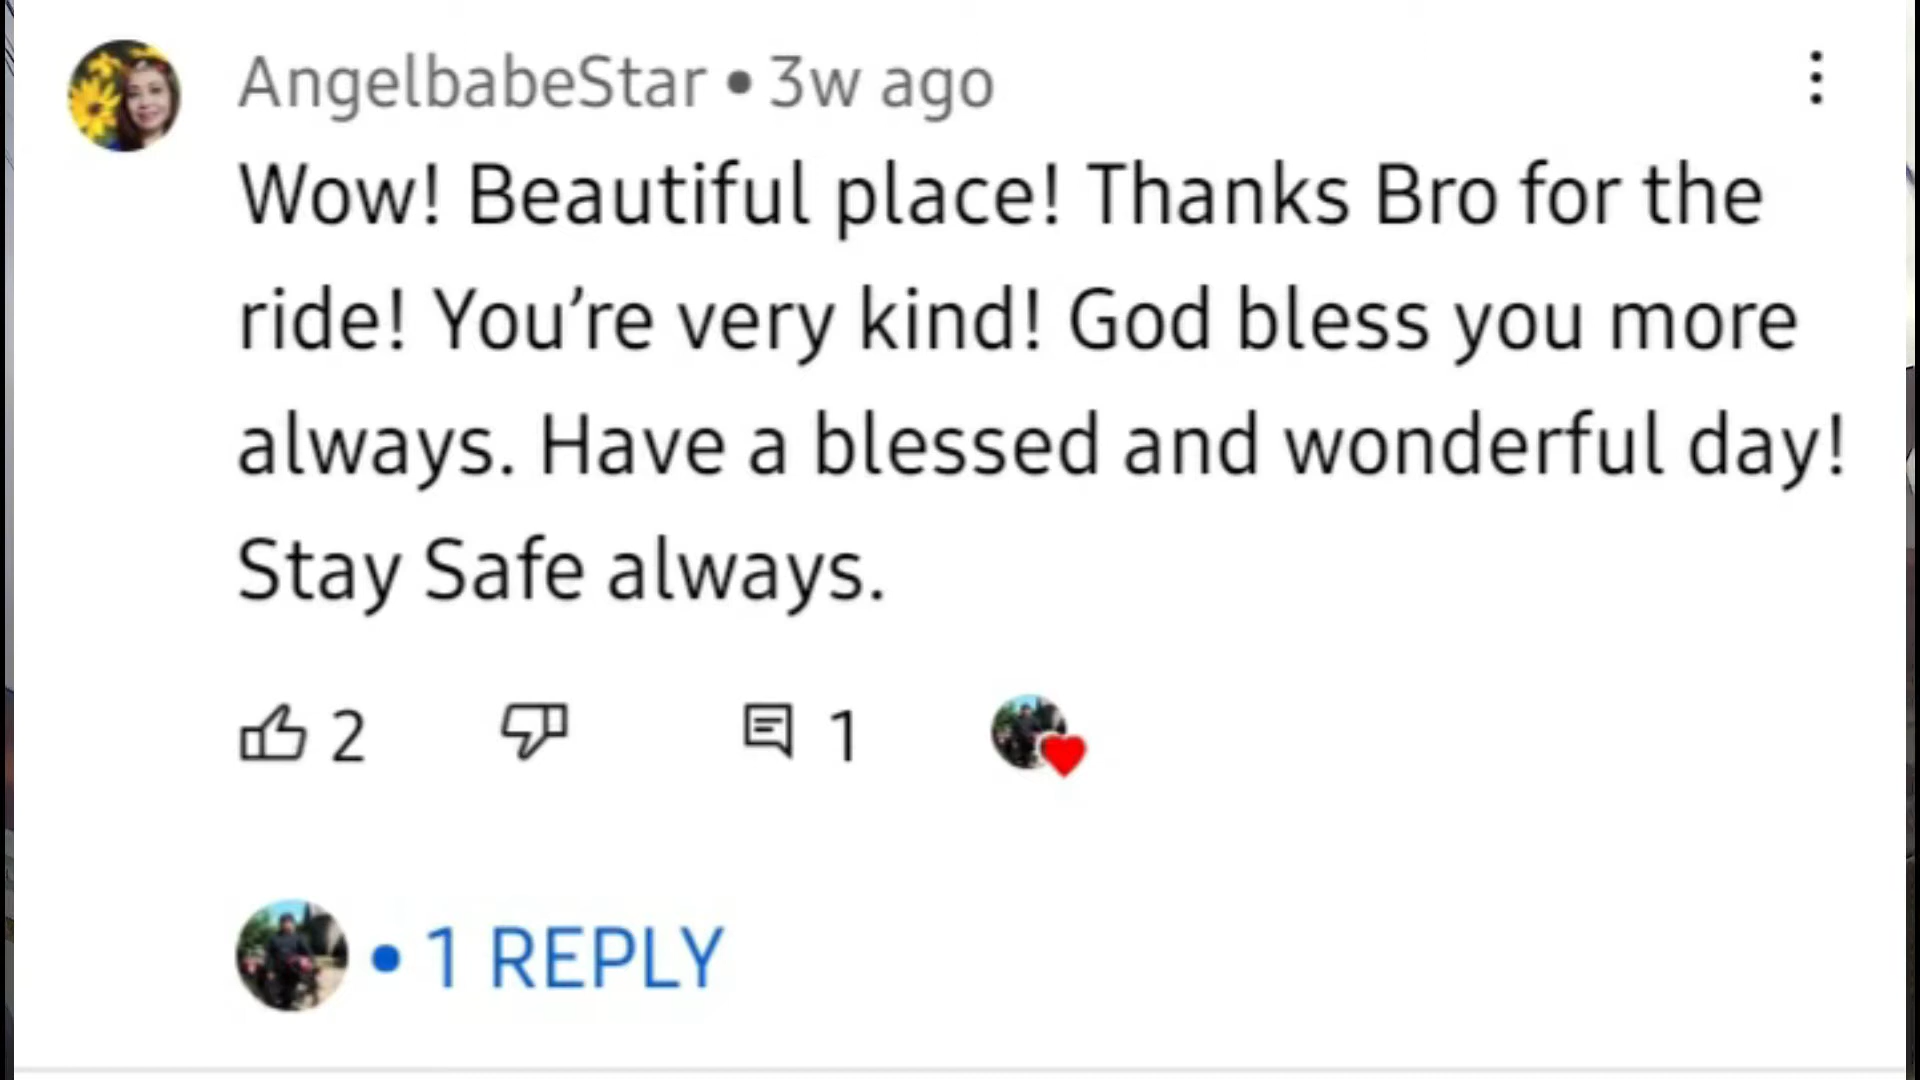 AngelbabeStar • 3w ago
Wow! Beautiful place! Thanks Bro for the
ride! You’re very kind! God bless you more
always. Have a blessed and wonderful day!
Stay Safe always.
2 1
• 1 REPLY